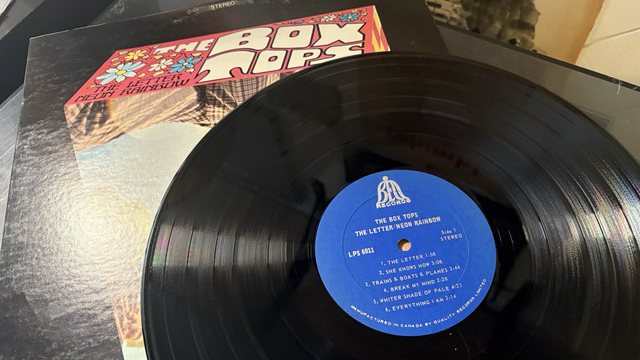 STEREO
THE BOX
TOPS
THE LETTER
NEON RAINBOW
BELL
RECORDS
THE BOX TOPS
THE LETTER/NEON RAINBOW
Side 1
LPS 6011
STEREO
1. THE LETTER 1:58
2. SHE KNOWS HOW 3:08
3. TRAINS & BOATS & PLANES 3:44
4. BREAK MY MIND 2:28
5. WHITER SHADE OF PALE 4:27
6. EVERYTHING I AM 2:14
MANUFACTURED IN CANADA BY QUALITY RECORDS LIMITED